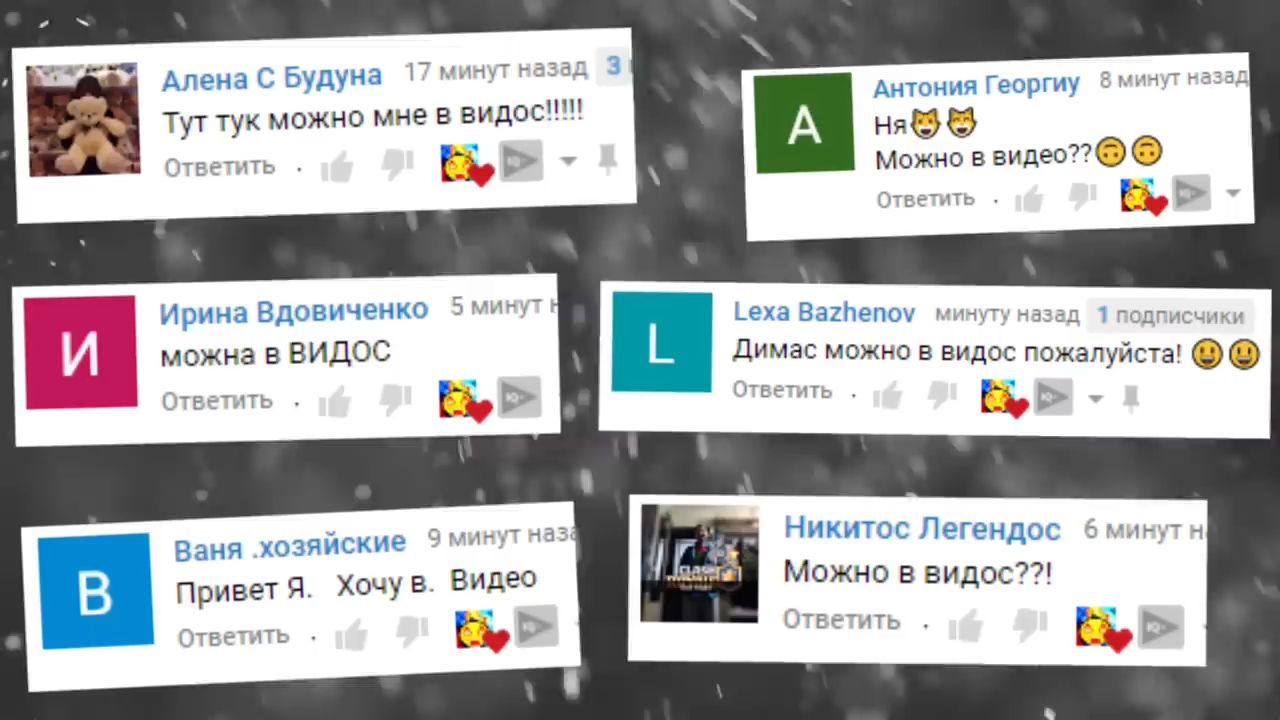 Алена С Будуна 17 минут назад 3
Тут тук можно мне в видос!!!!!
Ответить
А
Антония Георгиу 8 минут назад
Ня😺😺
Можно в видео??🙃🙃
Ответить
И
Ирина Вдовиченко 5 минут
можна в ВИДОС
Ответить
L
Lexa Bazhenov минуту назад 1 подписчики
Димас можно в видос пожалуйста! 😃😃
Ответить
В
Ваня .хозяйские 9 минут наза
Привет Я. Хочу в. Видео
Ответить
Никитос Легендос 6 минут
Можно в видос??!
Ответить